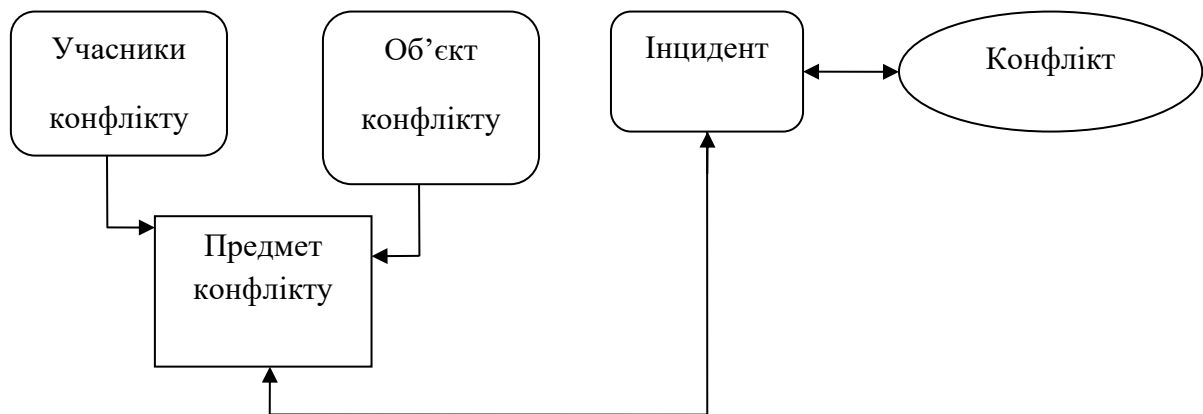 Учасники
конфлікту
Об’єкт
конфлікту
Інцидент
Конфлікт
Предмет
конфлікту